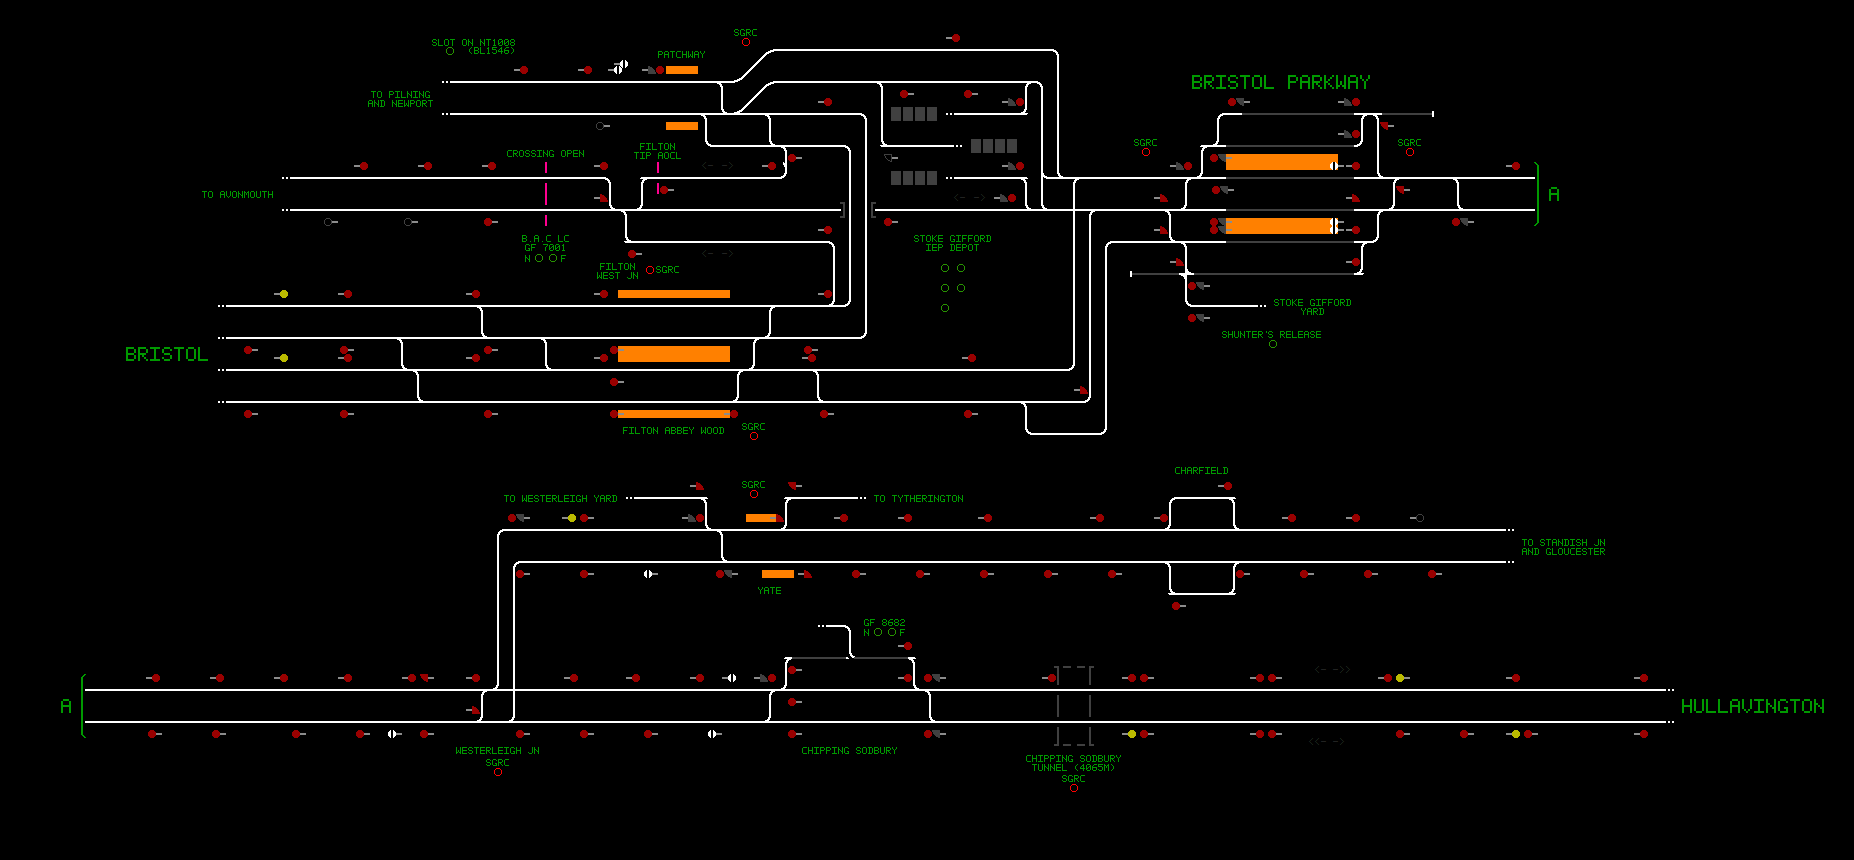 SGRC
SLOT ON NT1008
(BL1546)
PATCHWAY
BRISTOL PARKWAY
TO PILNING
AND NEWPORT
CROSSING OPEN
FILTON
TIP AOCL
SGRC
SGRC
TO AVONMOUTH
A
B.A.C LC
GF 7001
N F
STOKE GIFFORD
IEP DEPOT
FILTON
WEST JN
SGRC
STOKE GIFFORD
YARD
SHUNTER'S RELEASE
BRISTOL
FILTON ABBEY WOOD
SGRC
CHARFIELD
SGRC
TO WESTERLEIGH YARD
TO TYTHERINGTON
TO STANDISH JN
AND GLOUCESTER
YATE
GF 8682
N F
A
HULLAVINGTON
WESTERLEIGH JN
SGRC
CHIPPING SODBURY
CHIPPING SODBURY
TUNNEL (4065M)
SGRC